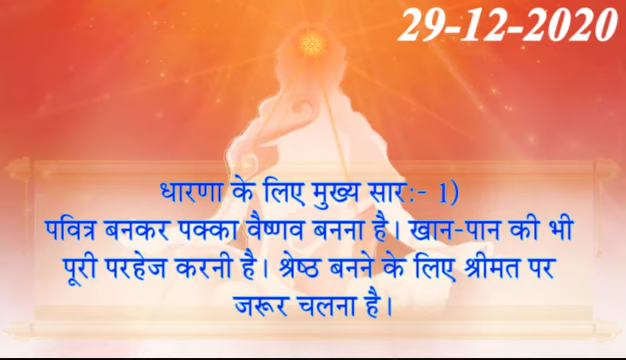 29-12-2020
धारणा के लिए मुख्य सार:- 1)
पवित्र बनकर पक्का वैष्णव बनना है। खान-पान की भी
पूरी परहेज करनी है। श्रेष्ठ बनने के लिए श्रीमत पर
जरूर चलना है।